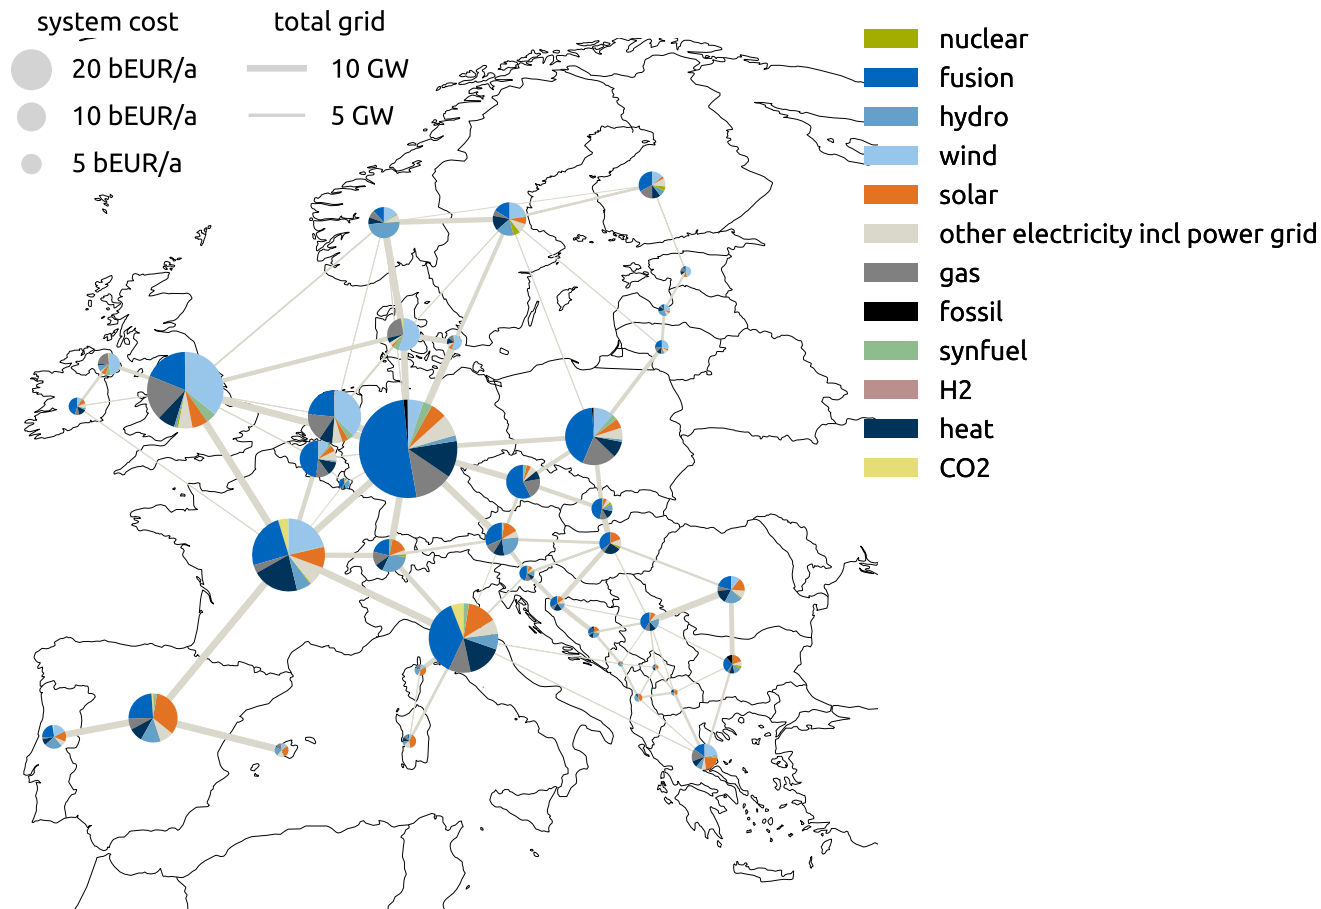 system cost
20 bEUR/a
10 bEUR/a
5 bEUR/a
total grid
10 GW
5 GW
nuclear
fusion
hydro
wind
solar
other electricity incl power grid
gas
fossil
synfuel
H2
heat
CO2